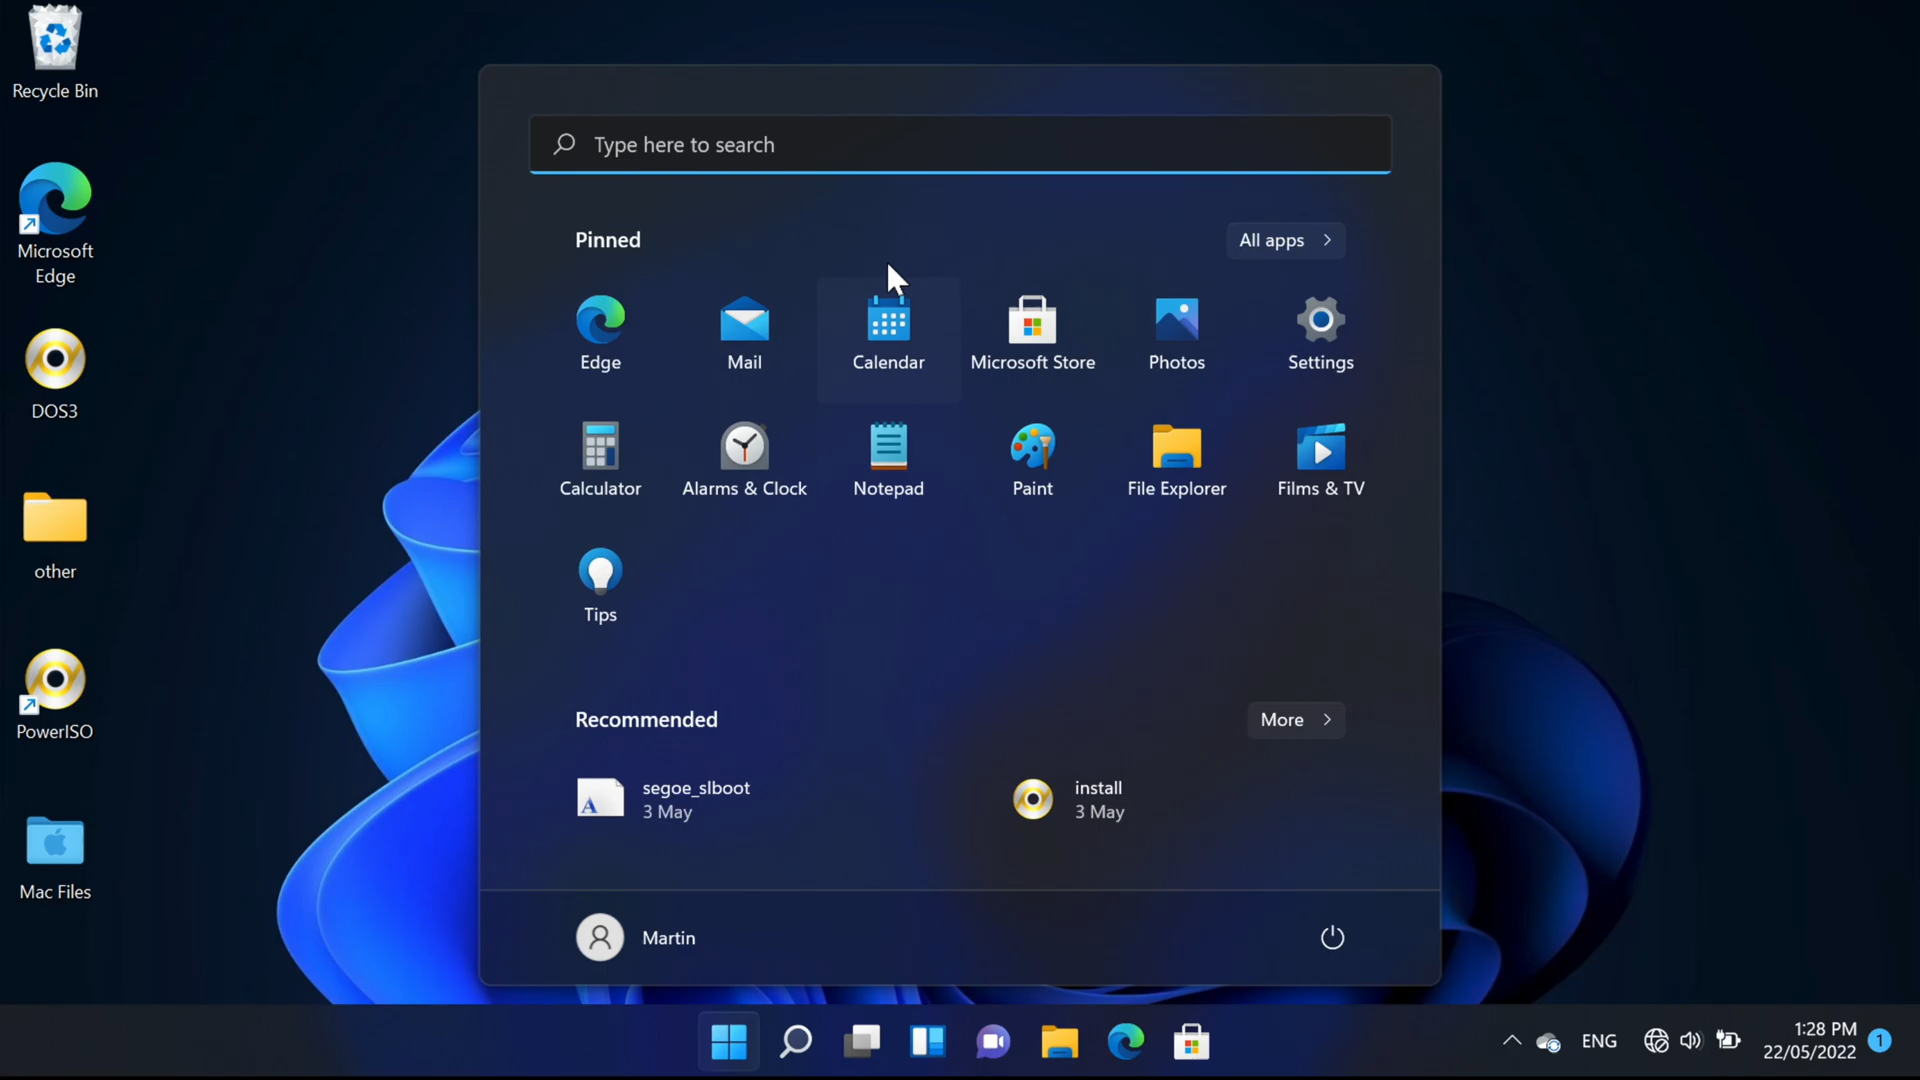 Recycle Bin
Microsoft
Edge
DOS3
other
PowerISO
Mac Files
Type here to search
Pinned
All apps
Edge
Mail
Calendar
Microsoft Store
Photos
Settings
Calculator
Alarms & Clock
Notepad
Paint
File Explorer
Films & TV
Tips
Recommended
More
segoe_slboot
3 May
install
3 May
Martin
ENG
1:28 PM
22/05/2022
1